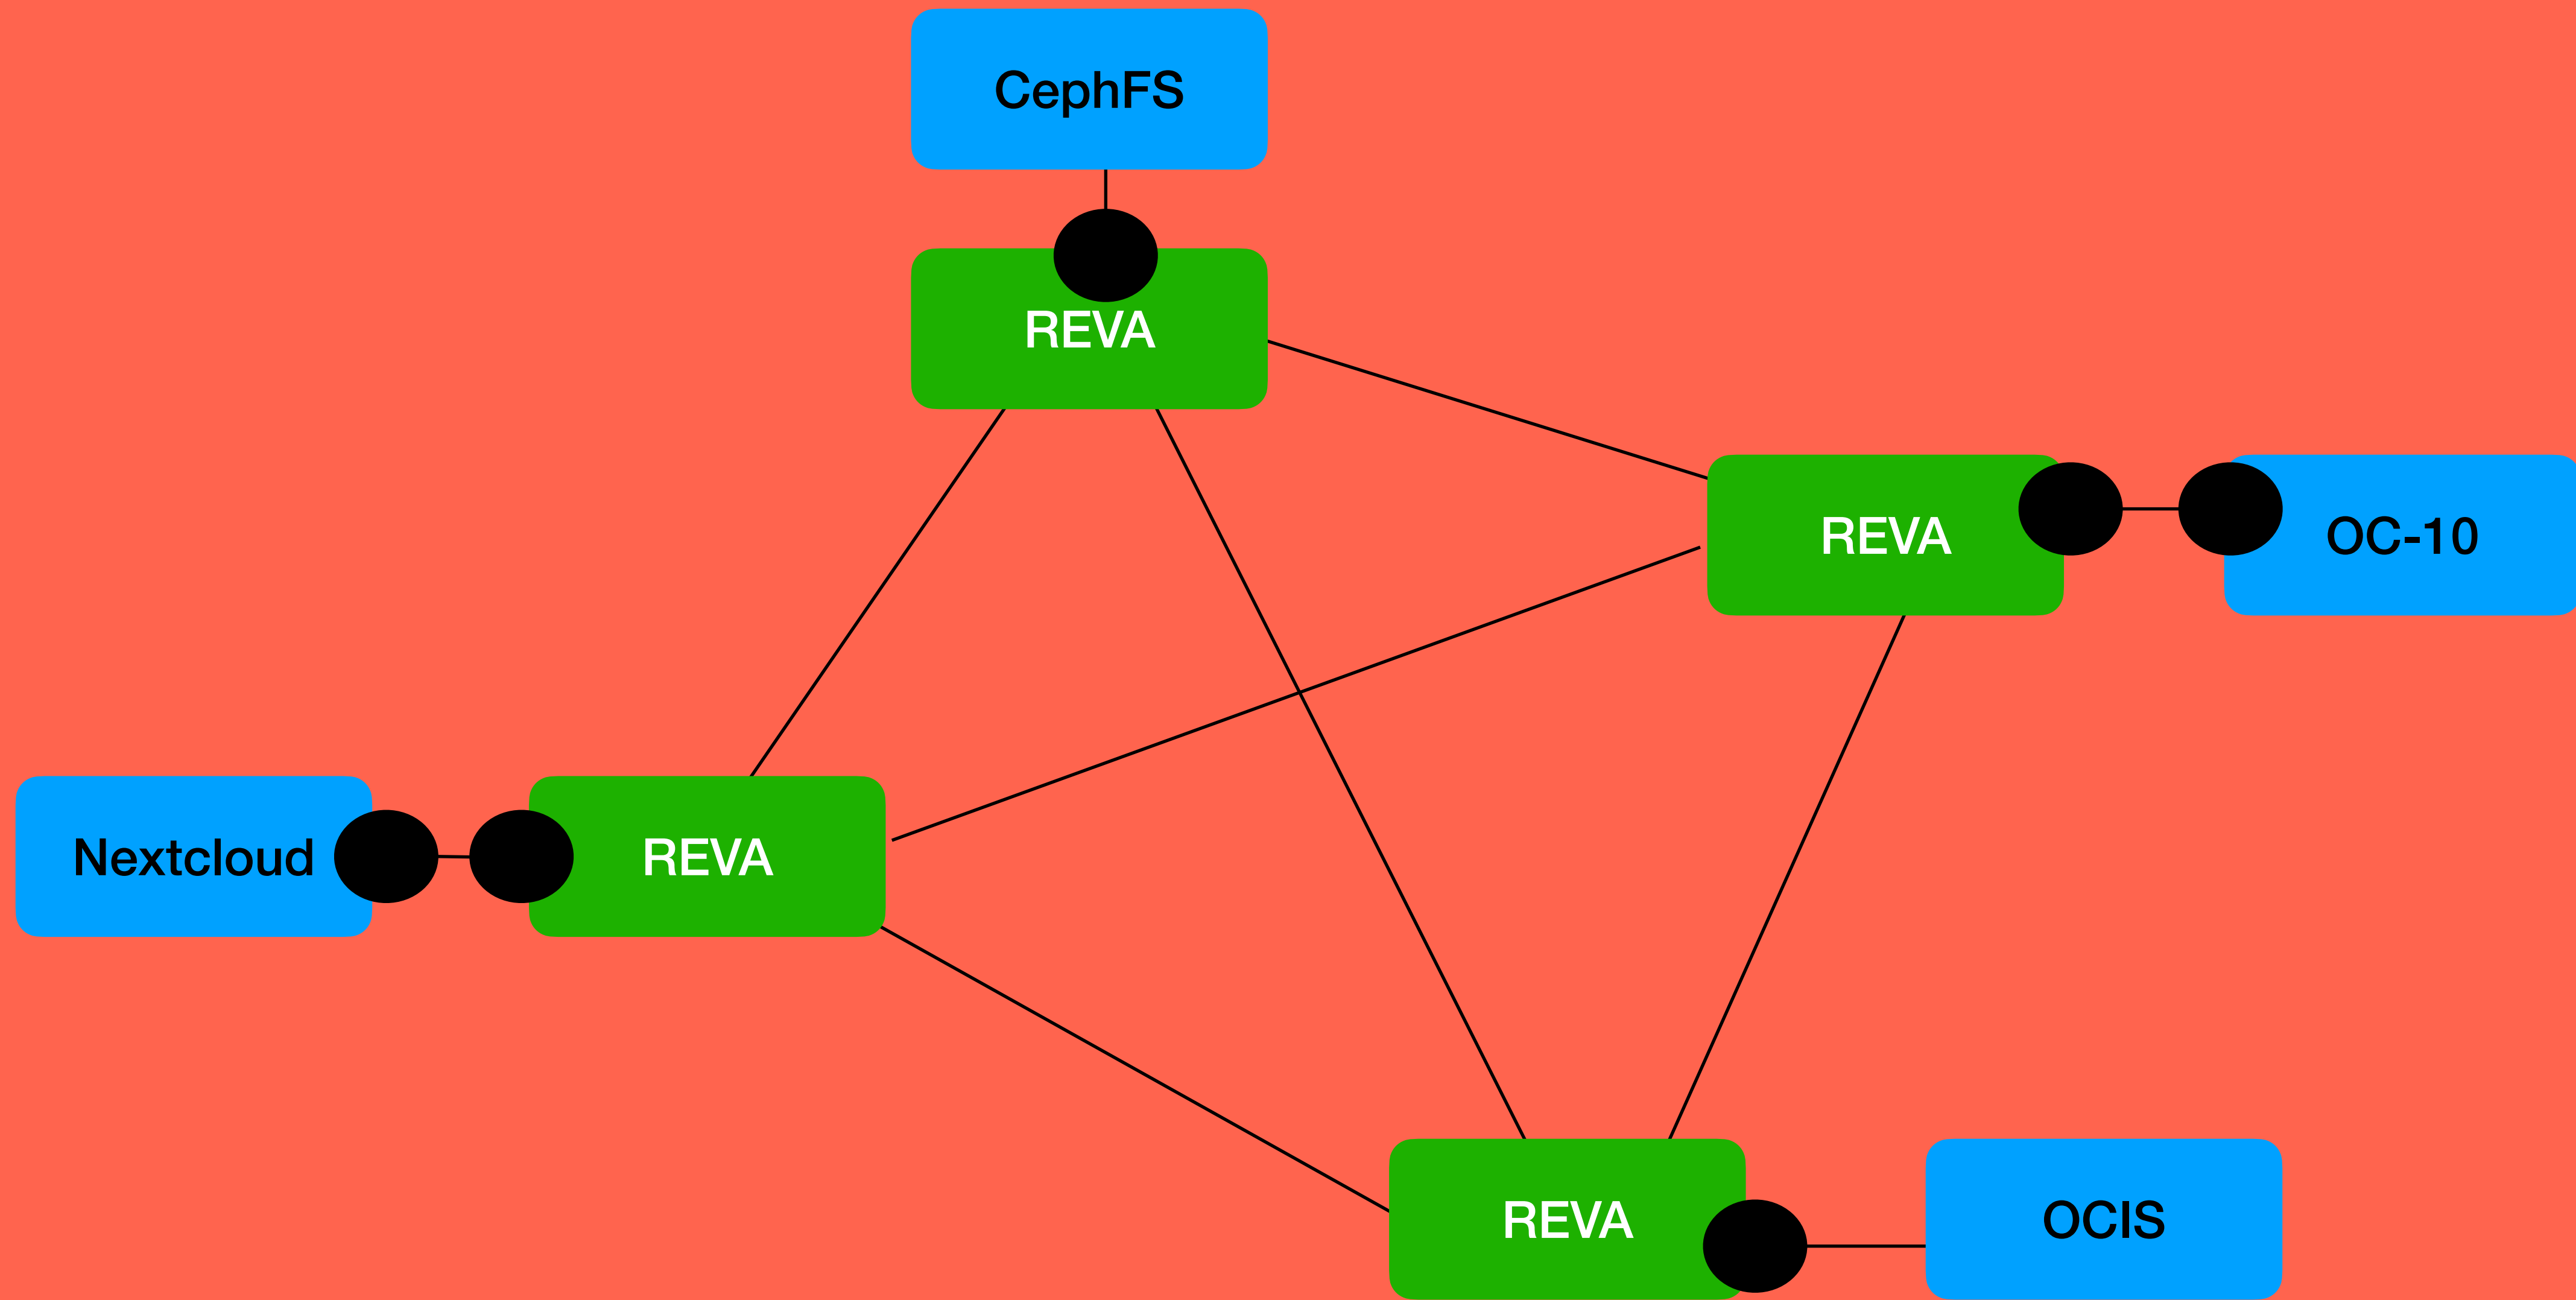 CephFS
REVA
REVA
OC-10
Nextcloud
REVA
REVA
OCIS